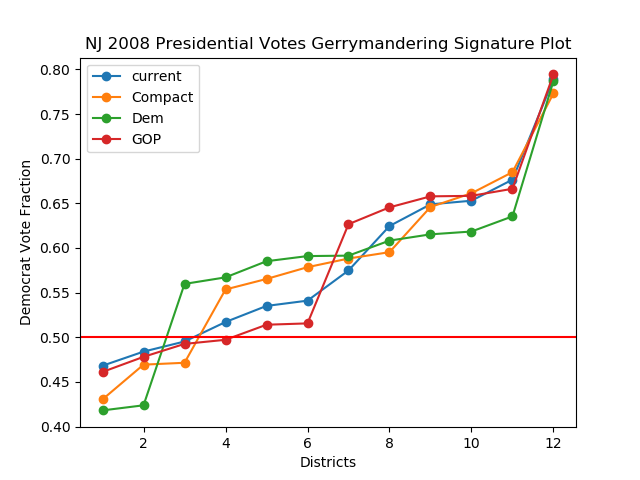 NJ 2008 Presidential Votes Gerrymandering Signature Plot
current
Compact
Dem
GOP
Democrat Vote Fraction
0.80
0.75
0.70
0.65
0.60
0.55
0.50
0.45
0.40
2 4 6 8 10 12
Districts